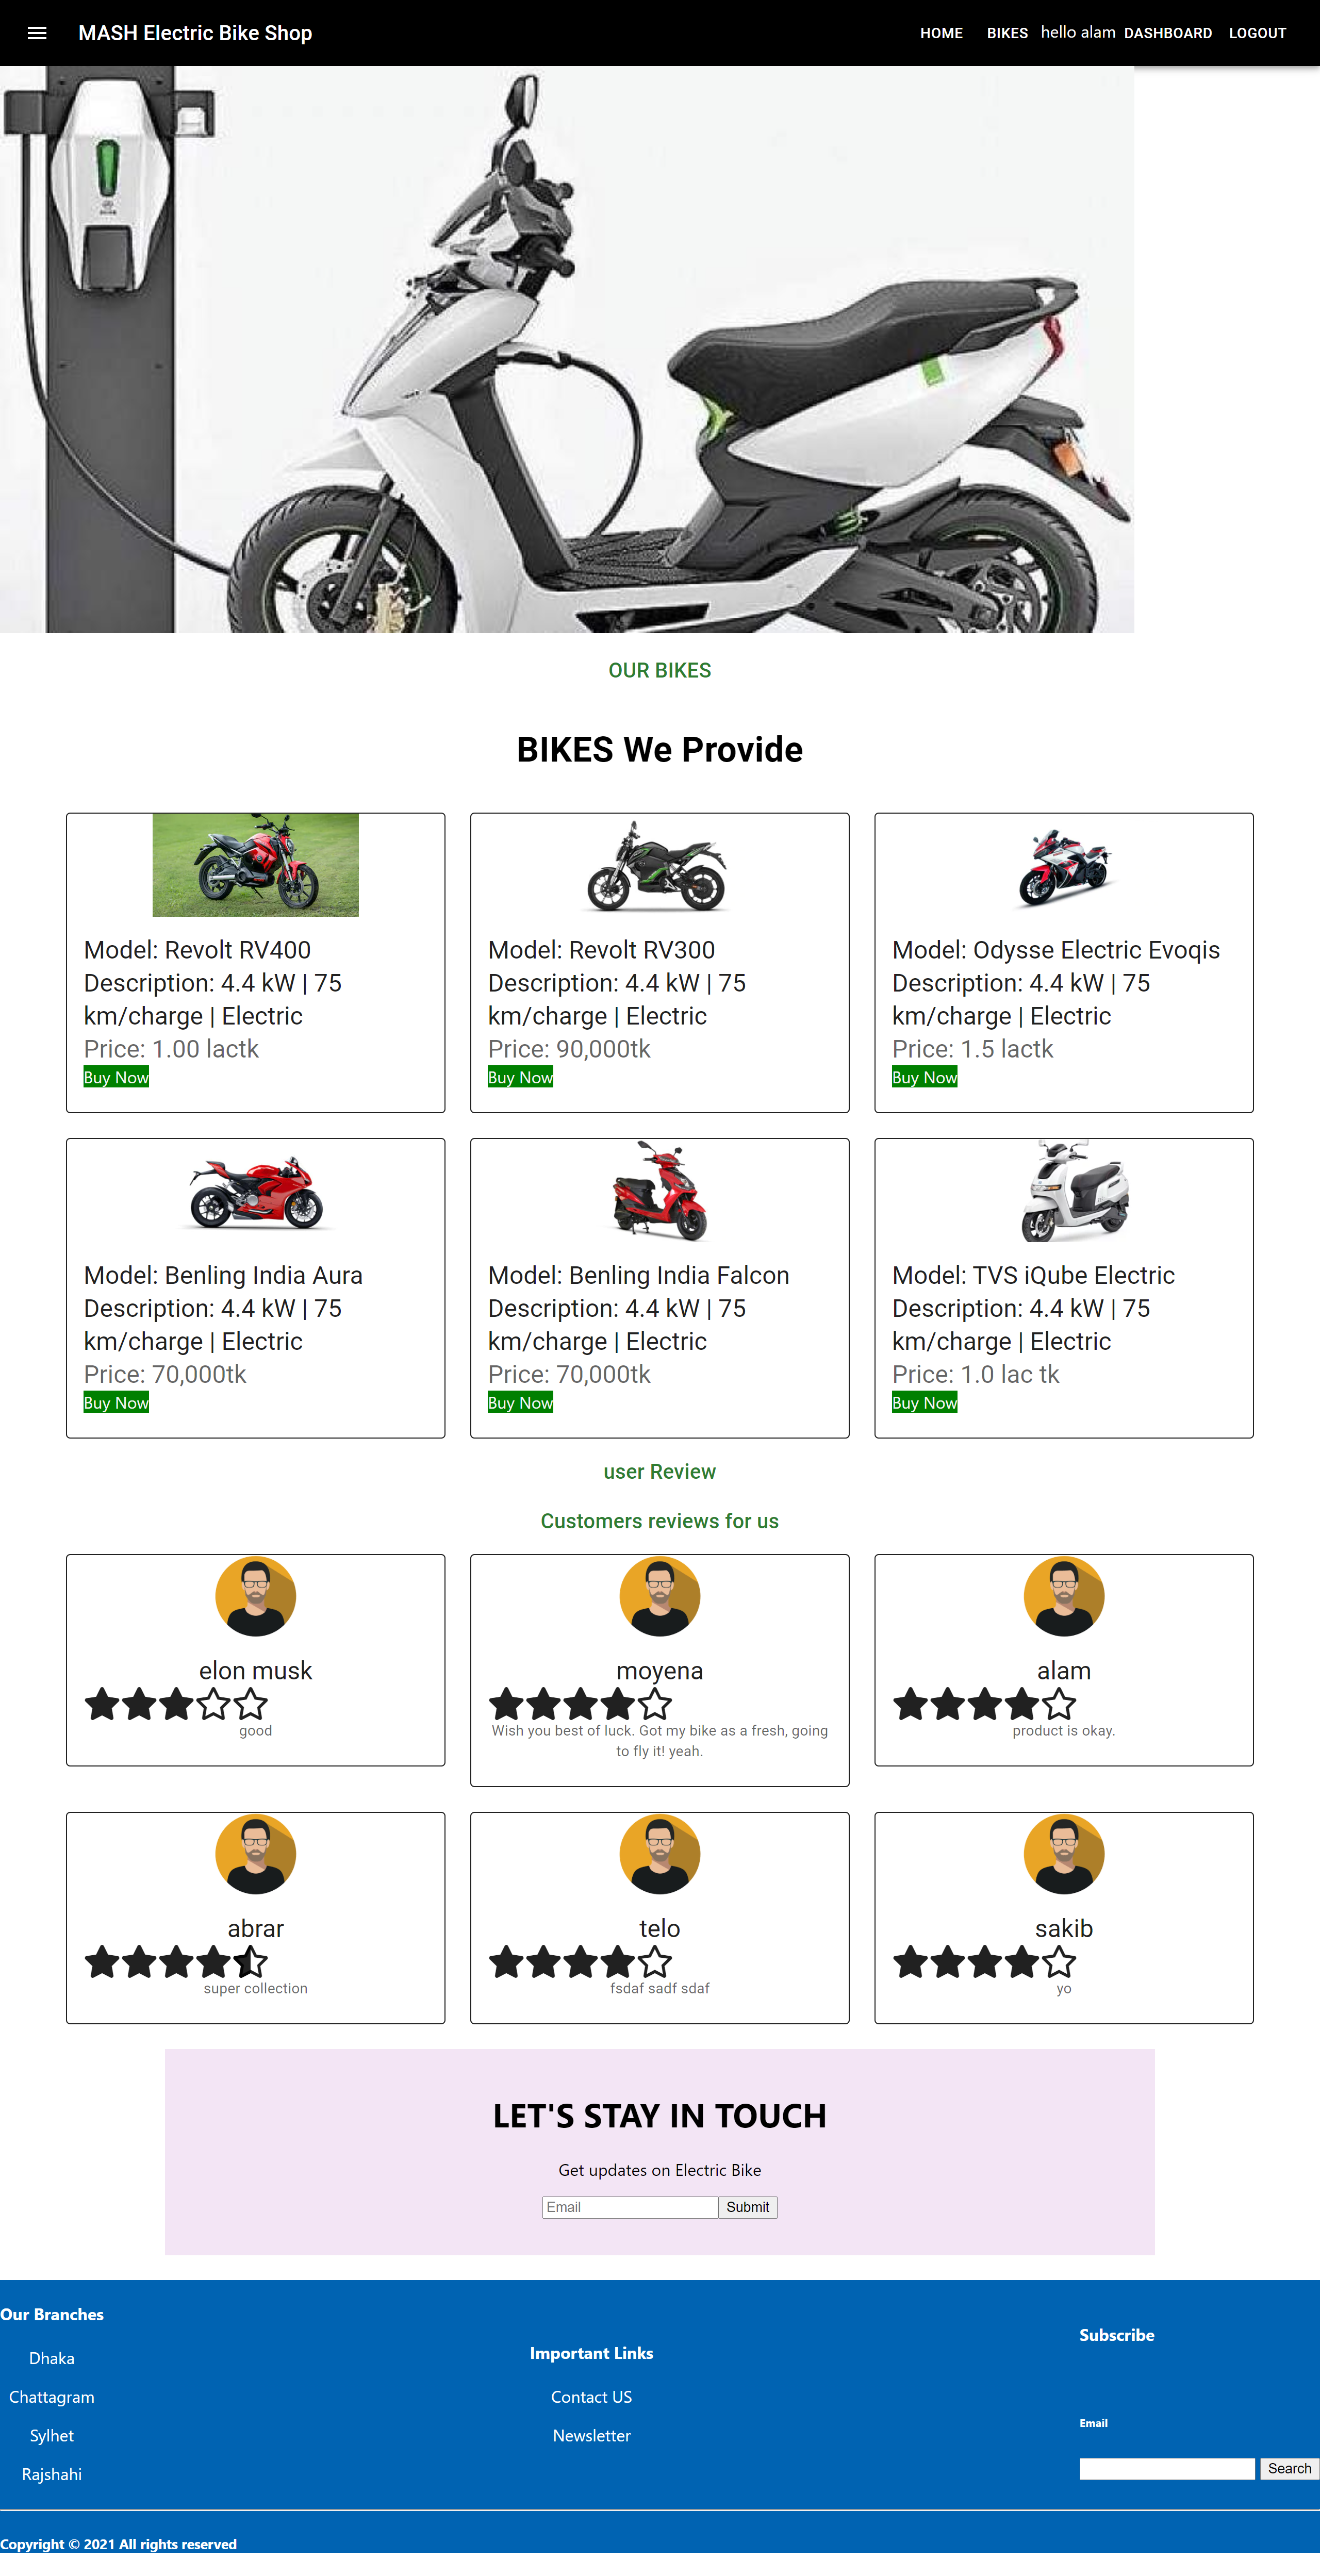 MASH Electric Bike Shop
HOME BIKES hello alam DASHBOARD LOGOUT
OUR BIKES
BIKES We Provide
Model: Revolt RV400
Description: 4.4 kW | 75
km/charge | Electric
Price: 1.00 lactk
Buy Now
Model: Revolt RV300
Description: 4.4 kW | 75
km/charge | Electric
Price: 90,000tk
Buy Now
Model: Odysse Electric Evoqis
Description: 4.4 kW | 75
km/charge | Electric
Price: 1.5 lactk
Buy Now
Model: Benling India Aura
Description: 4.4 kW | 75
km/charge | Electric
Price: 70,000tk
Buy Now
Model: Benling India Falcon
Description: 4.4 kW | 75
km/charge | Electric
Price: 70,000tk
Buy Now
Model: TVS iQube Electric
Description: 4.4 kW | 75
km/charge | Electric
Price: 1.0 lac tk
Buy Now
user Review
Customers reviews for us
elon musk
good
moyena
Wish you best of luck. Got my bike as a fresh, going
to fly it! yeah.
alam
product is okay.
abrar
super collection
telo
fsdaf sadf sdaf
sakib
yo
LET'S STAY IN TOUCH
Get updates on Electric Bike
Email Submit
Our Branches
Dhaka
Chattagram
Sylhet
Rajshahi
Important Links
Contact US
Newsletter
Subscribe
Email
Search
Copyright © 2021 All rights reserved